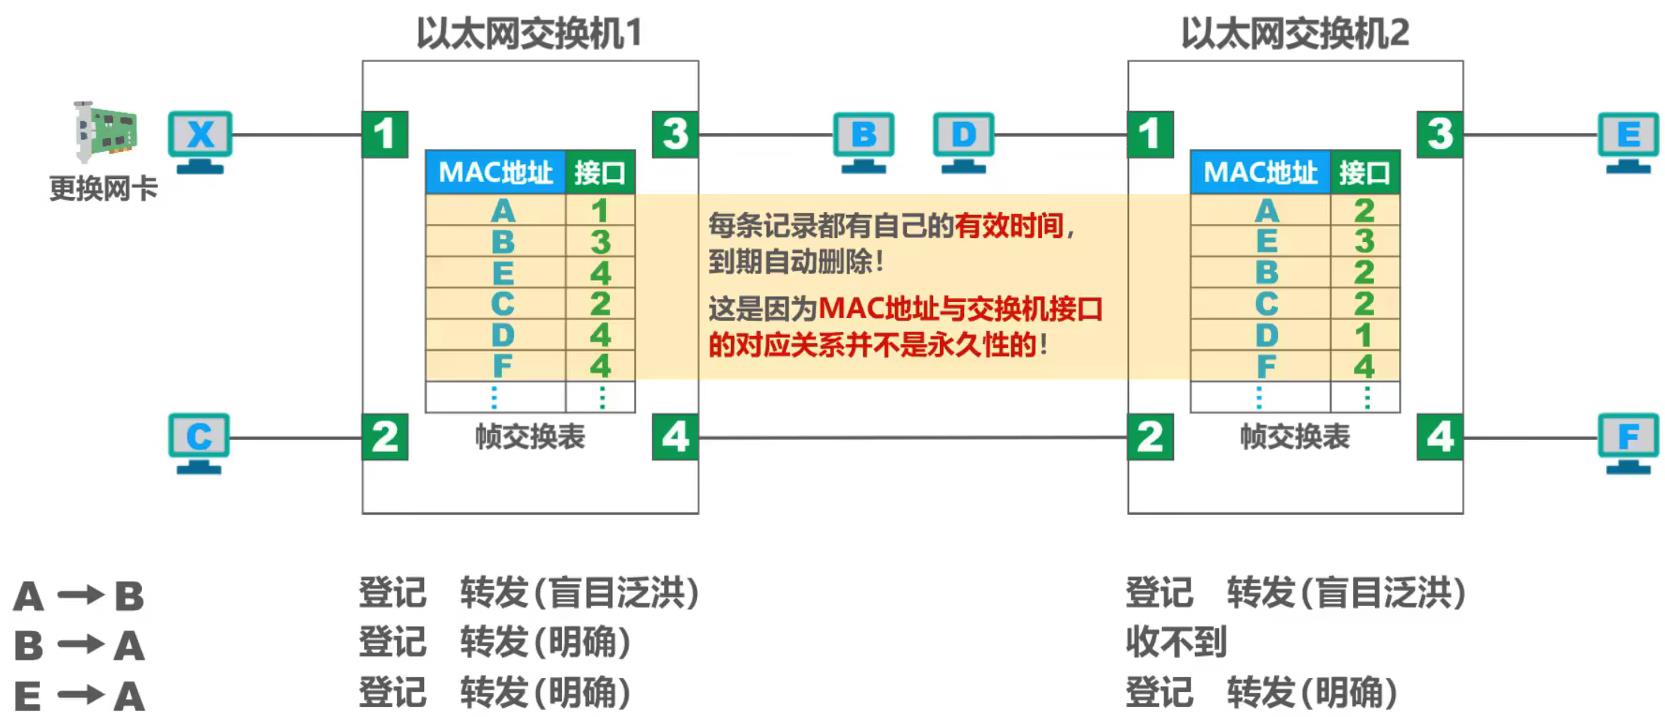 以太网交换机1
以太网交换机2
X
1
3
B
D
1
3
E
更换网卡
MAC地址 接口
A 1
B 3
E 4
C 2
D 4
F 4
⋮ ⋮
帧交换表
每条记录都有自己的有效时间,
到期自动删除!
这是因为MAC地址与交换机接口
的对应关系并不是永久性的!
MAC地址 接口
A 2
E 3
B 2
C 2
D 1
F 4
⋮ ⋮
帧交换表
C
2
4
2
4
F
A → B 登记 转发(盲目泛洪) 登记 转发(盲目泛洪)
B → A 登记 转发(明确) 收不到
E → A 登记 转发(明确) 登记 转发(明确)